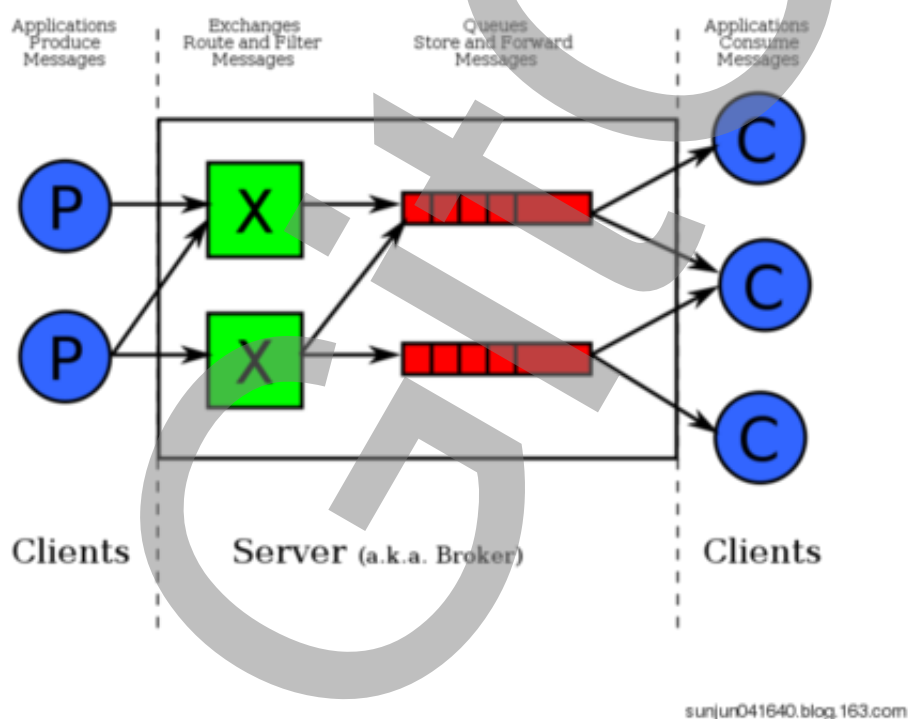 Applications
Produce
Messages
Exchanges
Route and Filter
Messages
Queues
Store and Forward
Messages
Applications
Consume
Messages
P
X
C
P
X
C
C
Clients
Server (a.k.a. Broker)
Clients
sunjun041640.blog.163.com